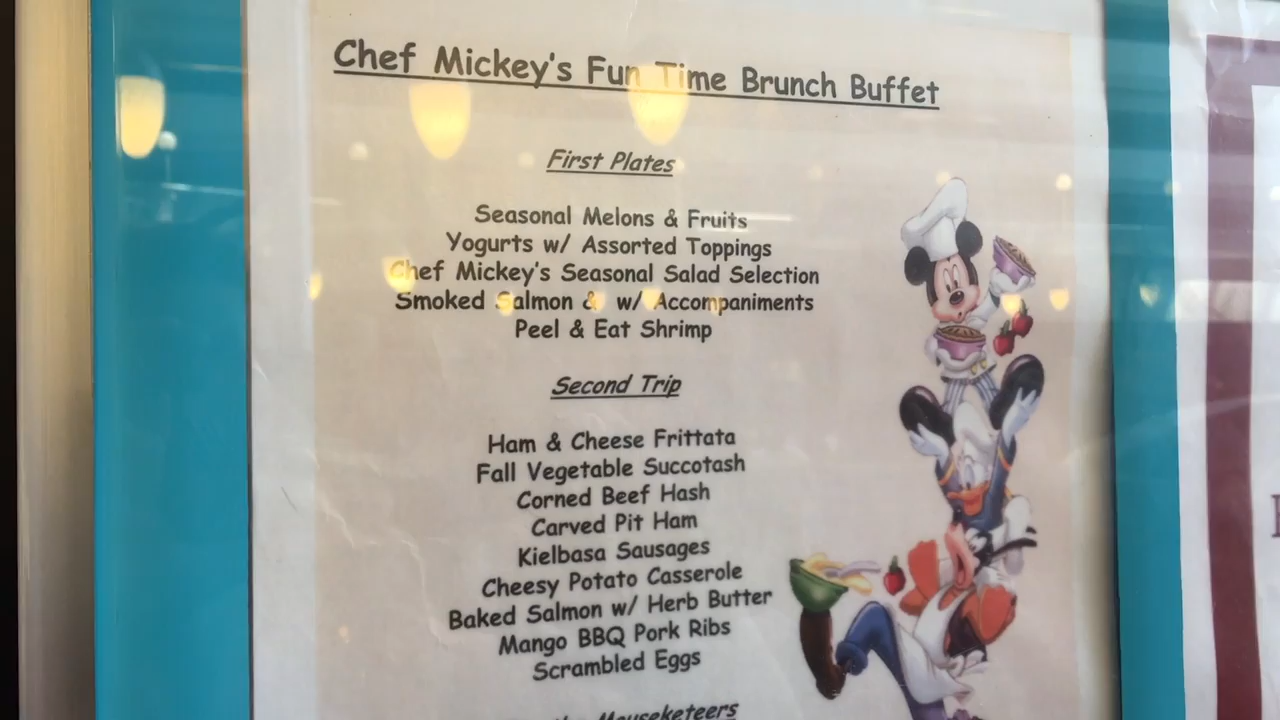 Chef Mickey's Fun Time Brunch Buffet
First Plates
Seasonal Melons & Fruits
Yogurts w/ Assorted Toppings
Chef Mickey's Seasonal Salad Selection
Smoked Salmon & w/ Accompaniments
Peel & Eat Shrimp
Second Trip
Ham & Cheese Frittata
Fall Vegetable Succotash
Corned Beef Hash
Carved Pit Ham
Kielbasa Sausages
Cheesy Potato Casserole
Baked Salmon w/ Herb Butter
Mango BBQ Pork Ribs
Scrambled Eggs
the Mouseketeers